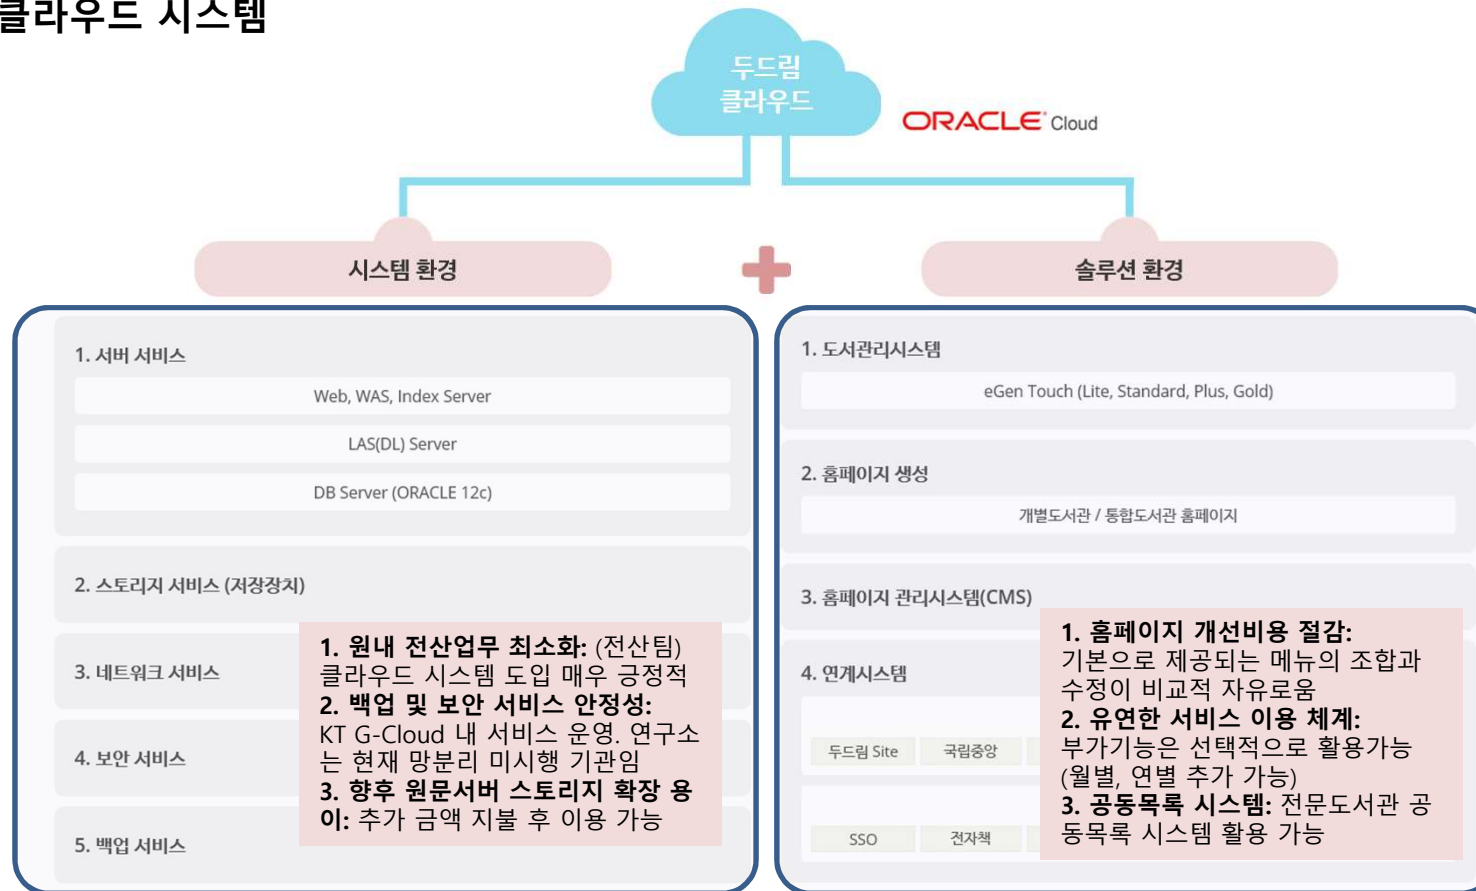 클라우드 시스템
두드림
클라우드
ORACLE Cloud
시스템 환경
솔루션 환경
1. 서버 서비스
Web, WAS, Index Server
LAS(DL) Server
DB Server (ORACLE 12c)
2. 스토리지 서비스 (저장장치)
3. 네트워크 서비스
4. 보안 서비스
5. 백업 서비스
1. 원내 전산업무 최소화: (전산팀)
클라우드 시스템 도입 매우 긍정적
2. 백업 및 보안 서비스 안정성:
KT G-Cloud 내 서비스 운영. 연구소
는 현재 망분리 미시행 기관임
3. 향후 원문서버 스토리지 확장 용
이: 추가 금액 지불 후 이용 가능
1. 도서관리시스템
eGen Touch (Lite, Standard, Plus, Gold)
2. 홈페이지 생성
개별도서관 / 통합도서관 홈페이지
3. 홈페이지 관리시스템(CMS)
4. 연계시스템
두드림 Site 국립중앙
SSO 전자책
1. 홈페이지 개선비용 절감:
기본으로 제공되는 메뉴의 조합과
수정이 비교적 자유로움
2. 유연한 서비스 이용 체계:
부가기능은 선택적으로 활용가능
(월별, 연별 추가 가능)
3. 공동목록 시스템: 전문도서관 공
동목록 시스템 활용 가능